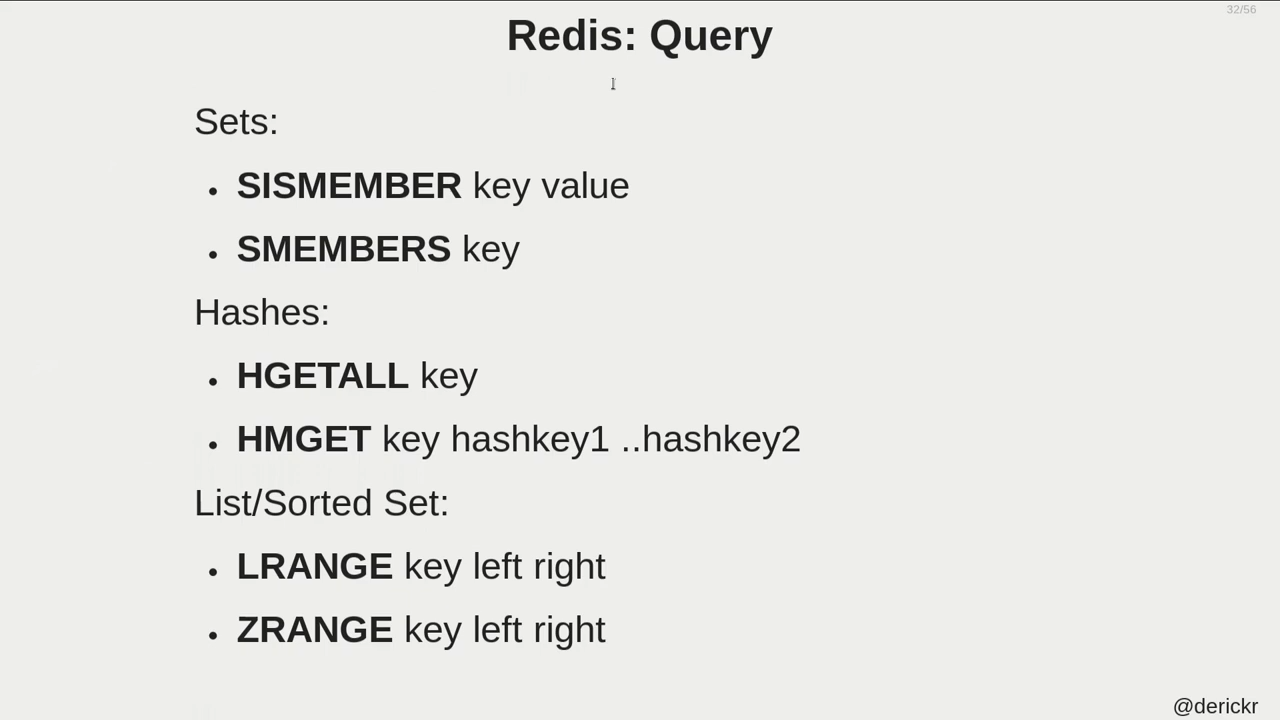 32/56
Redis: Query
Sets:
• SISMEMBER key value
• SMEMBERS key
Hashes:
• HGETALL key
• HMGET key hashkey1 ..hashkey2
List/Sorted Set:
• LRANGE key left right
• ZRANGE key left right
@derickr